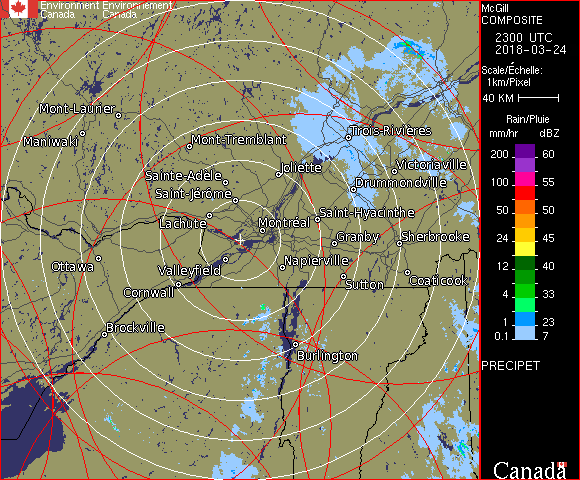 Environment Environnement
Canada Canada
McGill
COMPOSITE
2300 UTC
2018-03-24
Scale/Échelle:
1km/Pixel
40 KM
Rain/Pluie
mm/hr dBZ
200 60
100 55
50 50
24 45
12 40
4 33
1 23
0.1 7
PRECIPET
Canada
Mont-Laurier
Maniwaki
Mont-Tremblant
Trois-Rivières
Joliette
Victoriaville
Sainte-Adèle
Drummondville
Saint-Jérôme
Lachute
Saint-Hyacinthe
Montréal
Granby
Sherbrooke
Ottawa
Valleyfield
Napierville
Cornwall
Sutton
Coaticook
Brockville
Burlington